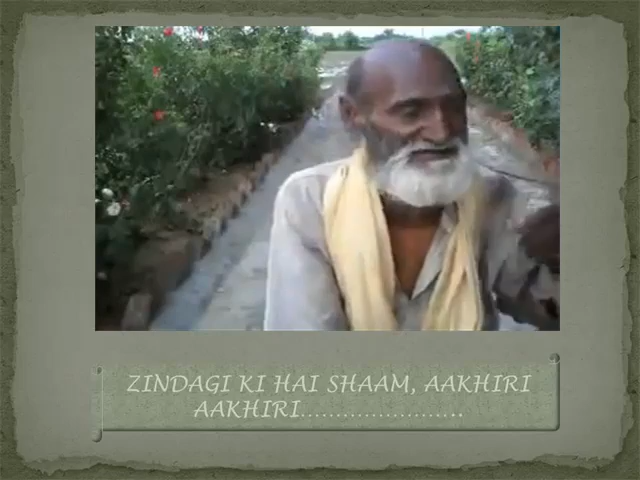 ZINDAGI KI HAI SHAAM, AAKHIRI
AAKHIRI…………………..